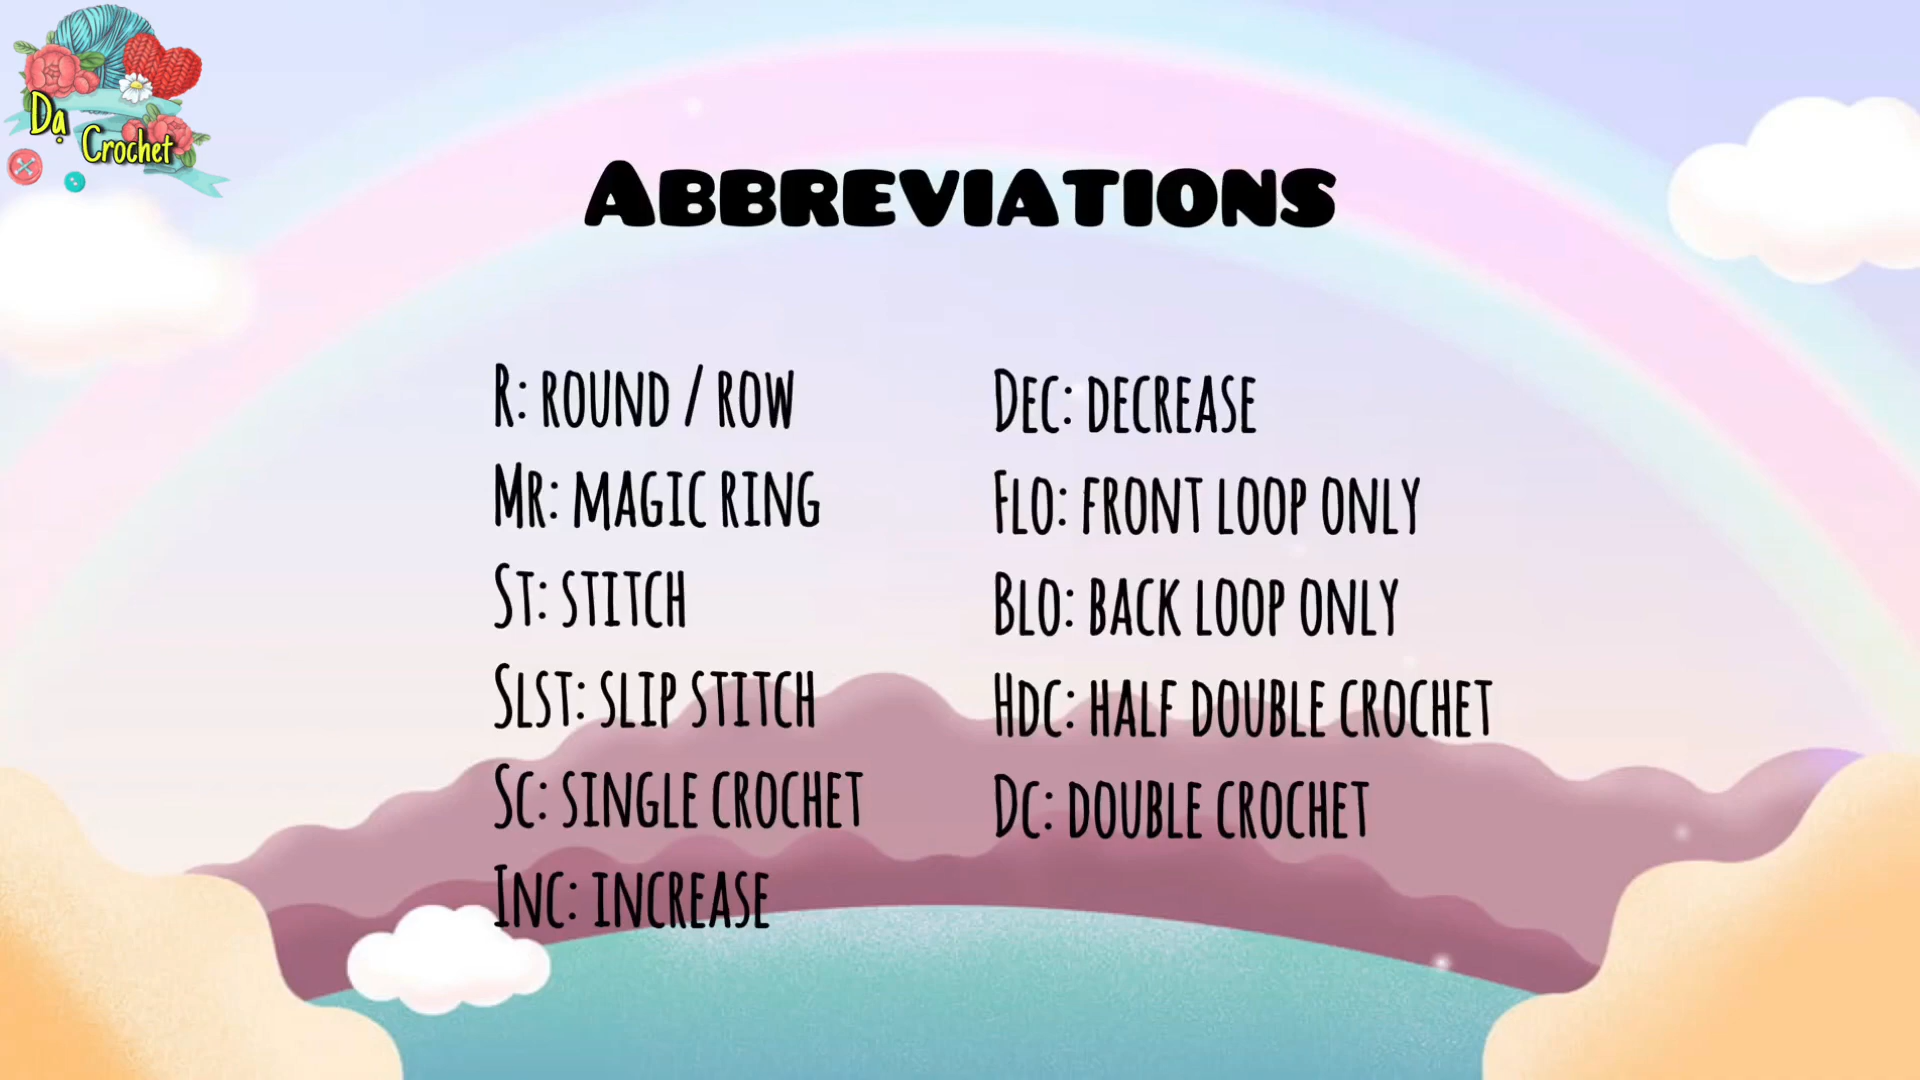 Dạ
Crochet
Abbreviations
R: round / row
Mr: magic ring
St: stitch
Slst: slip stitch
Sc: single crochet
Inc: increase
Dec: decrease
Flo: front loop only
Blo: back loop only
Hdc: half double crochet
Dc: double crochet